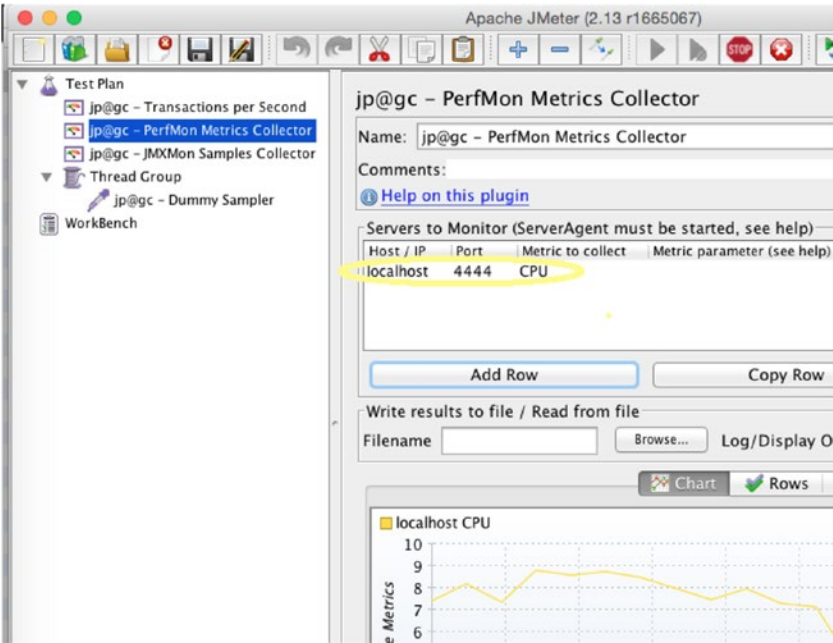 Apache JMeter (2.13 r1665067)
STOP
Test Plan
jp@gc – Transactions per Second
jp@gc – PerfMon Metrics Collector
jp@gc – JMXMon Samples Collector
Thread Group
jp@gc – Dummy Sampler
WorkBench
jp@gc – PerfMon Metrics Collector
Name: jp@gc – PerfMon Metrics Collector
Comments:
Help on this plugin
Servers to Monitor (ServerAgent must be started, see help)
Host / IP Port Metric to collect Metric parameter (see help)
localhost 4444 CPU
Add Row Copy Row
Write results to file / Read from file
Filename Browse... Log/Display O
Chart Rows
localhost CPU
10
9
8
7
6
Metrics